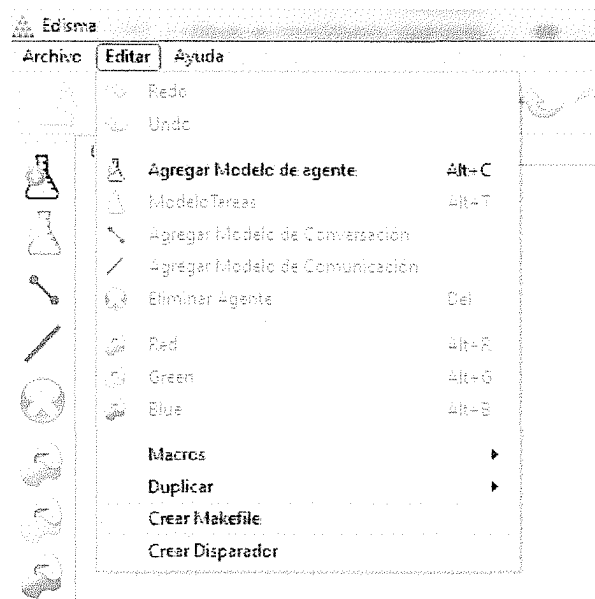 Edisma
Archivo Editar Ayuda
Redo
Undo
Agregar Modelo de agente Alt+C
ModeloTareas Alt+T
Agregar Modelo de Conversación
Agregar Modelo de Comunicación
Eliminar Agente Del
Red Alt+R
Green Alt+G
Blue Alt+B
Macros
Duplicar
Crear Makefile
Crear Disparador